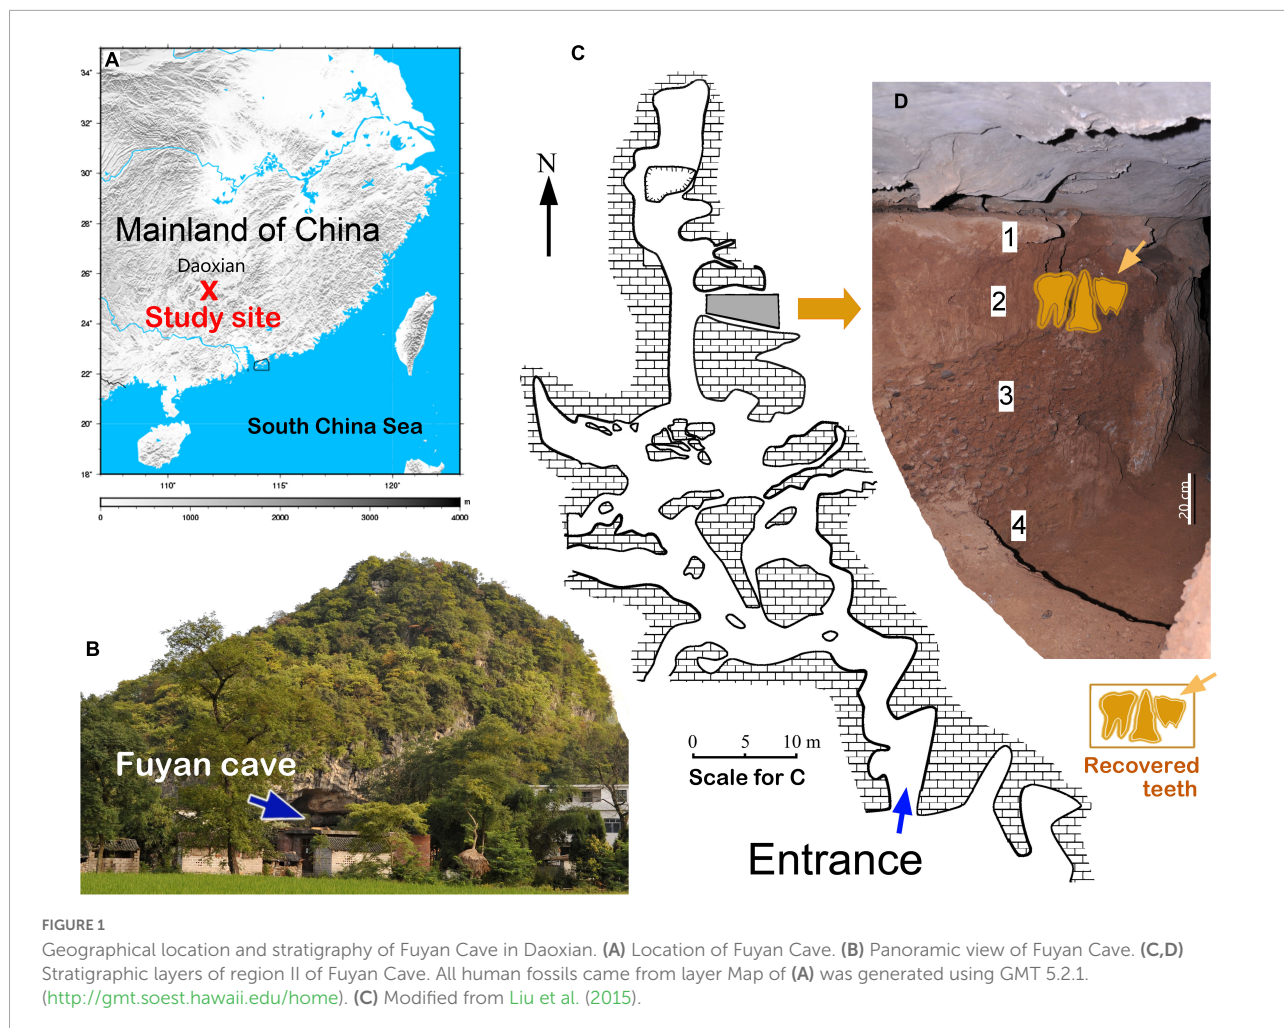 A
34°
32°
30°
28°
26°
24°
22°
20°
18°
Mainland of China
Daoxian
X
Study site
South China Sea
110°
115°
120°
m
0
1000
2000
3000
4000
B
Fuyan cave
C
N
0
5
10 m
Scale for C
Entrance
D
1
2
3
4
20 cm
Recovered
teeth
FIGURE 1
Geographical location and stratigraphy of Fuyan Cave in Daoxian. (A) Location of Fuyan Cave. (B) Panoramic view of Fuyan Cave. (C,D)
Stratigraphic layers of region II of Fuyan Cave. All human fossils came from layer Map of (A) was generated using GMT 5.2.1.
(http://gmt.soest.hawaii.edu/home). (C) Modified from Liu et al. (2015).